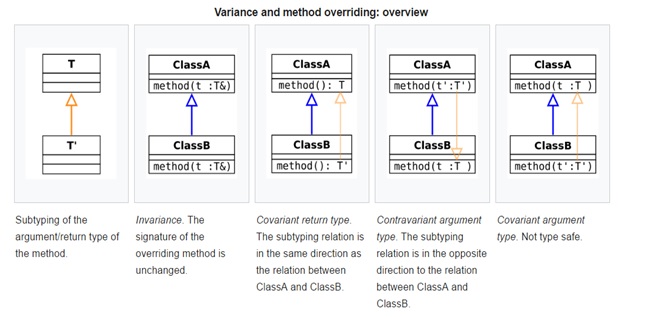 Variance and method overriding: overview
T
T'
Subtyping of the
argument/return type of
the method.
ClassA
method(t :T&)
ClassB
method(t :T&)
Invariance. The
signature of the
overriding method is
unchanged.
ClassA
method(): T
ClassB
method(): T'
Covariant return type.
The subtyping relation is
in the same direction as
the relation between
ClassA and ClassB.
ClassA
method(t':T')
ClassB
method(t :T )
Contravariant argument
type. The subtyping
relation is in the opposite
direction to the relation
between ClassA and
ClassB.
ClassA
method(t :T )
ClassB
method(t':T')
Covariant argument
type. Not type safe.